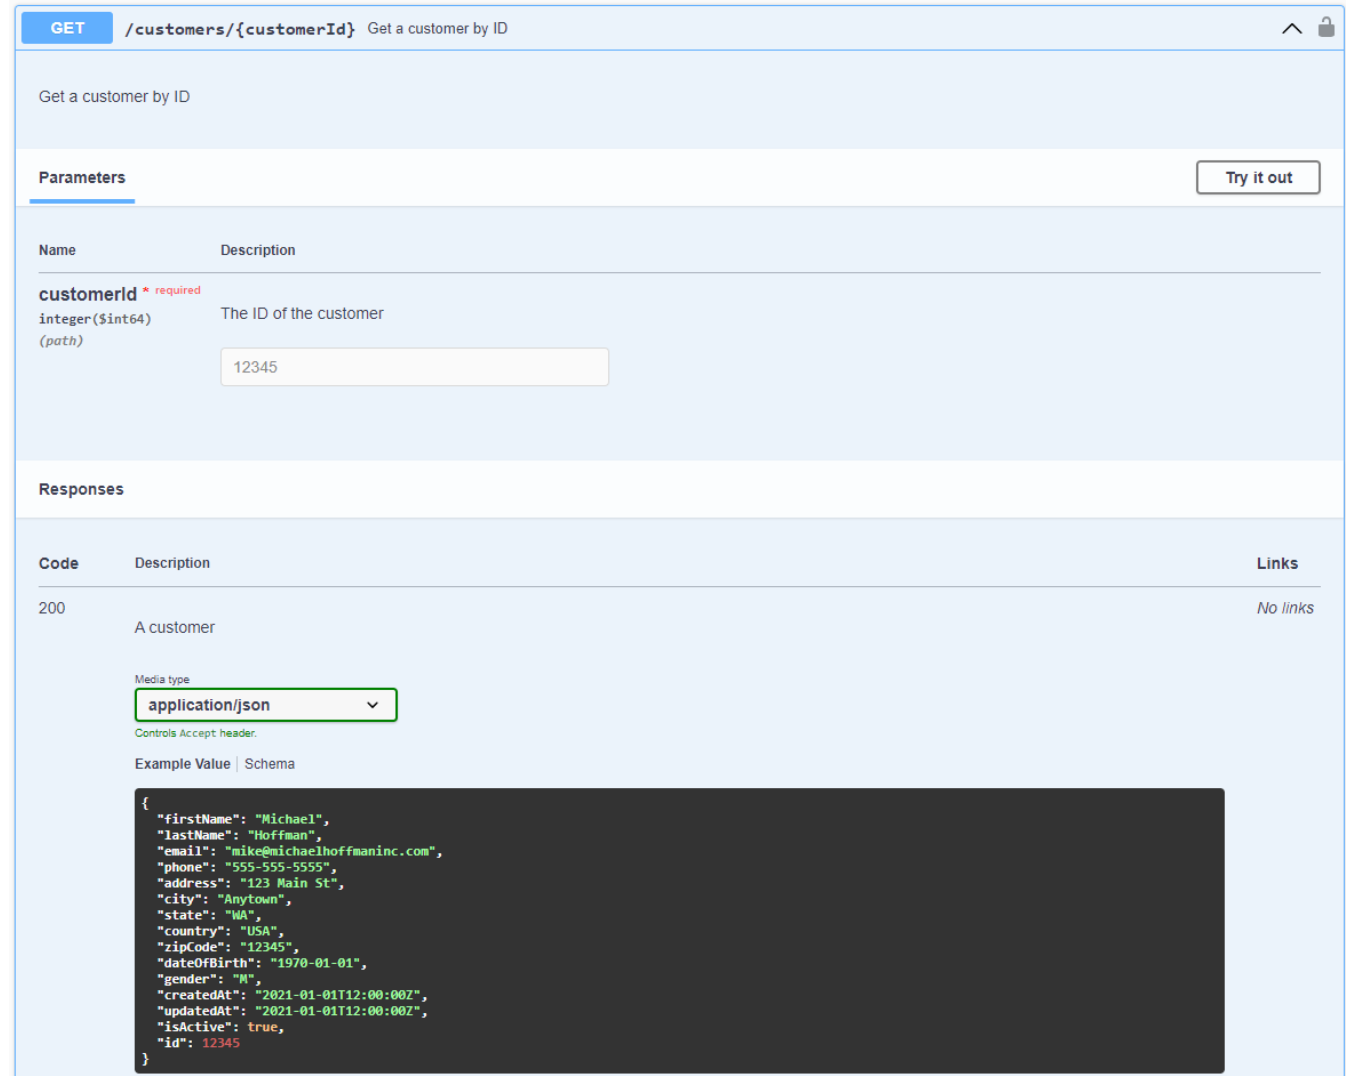 GET /customers/{customerId} Get a customer by ID
Get a customer by ID
Parameters
Try it out
Name Description
customerId * required
integer($int64)
(path)
The ID of the customer
12345
Responses
Code Description Links
200
A customer
No links
Media type
application/json
Controls Accept header.
Example Value | Schema
{
  "firstName": "Michael",
  "lastName": "Hoffman",
  "email": "mike@michaelhoffmaninc.com",
  "phone": "555-555-5555",
  "address": "123 Main St",
  "city": "Anytown",
  "state": "WA",
  "country": "USA",
  "zipCode": "12345",
  "dateOfBirth": "1970-01-01",
  "gender": "M",
  "createdAt": "2021-01-01T12:00:00Z",
  "updatedAt": "2021-01-01T12:00:00Z",
  "isActive": true,
  "id": 12345
}